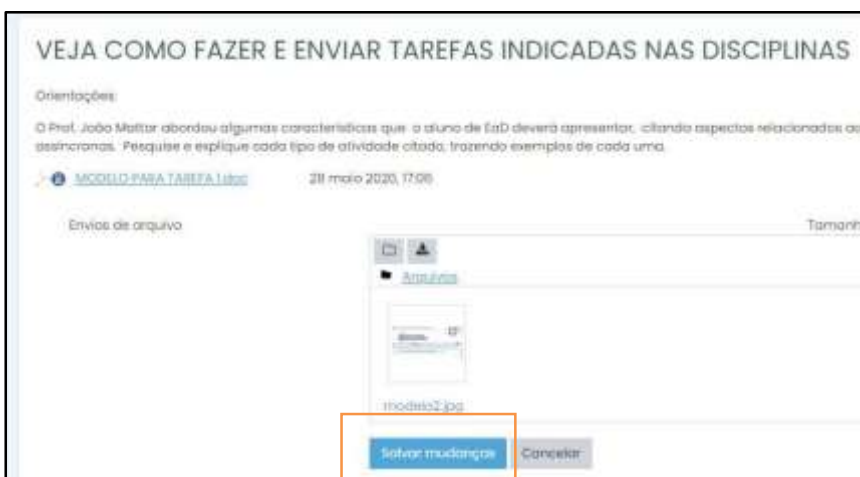 VEJA COMO FAZER E ENVIAR TAREFAS INDICADAS NAS DISCIPLINAS
Orientações:
O Prof. João Mattar abordou algumas características que o aluno de EaD deverá apresentar, citando aspectos relacionados ao
assíncronas. Pesquise e explique cada tipo de atividade citado, trazendo exemplos de cada uma.
MODELO PARA TAREFA 1.doc 28 maio 2020, 17:06
Envios de arquivo Tamanh
Arquivos
modelo2.jpg
Salvar mudanças Cancelar